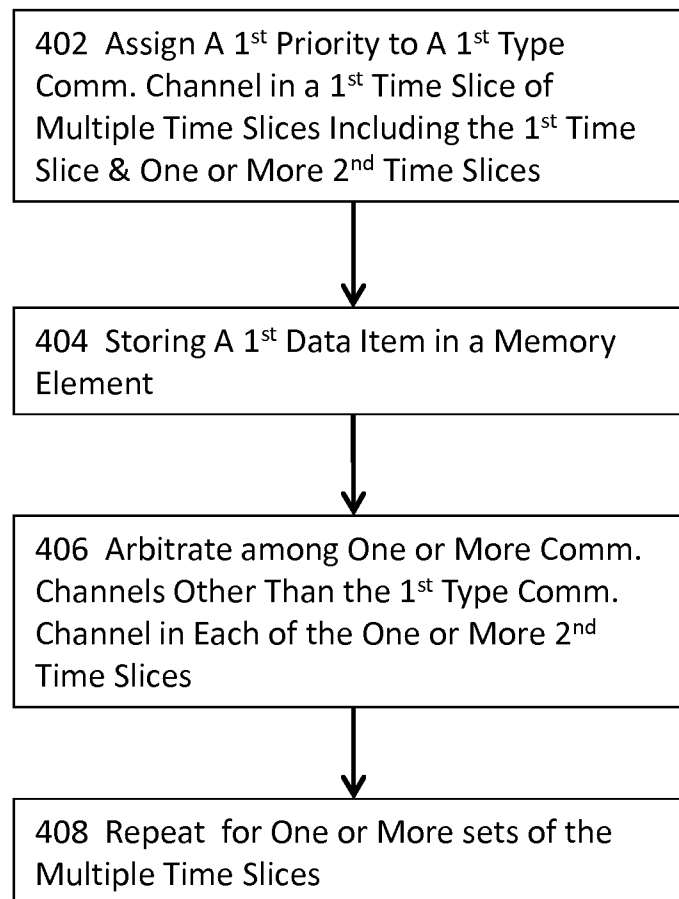 402 Assign A 1st Priority to A 1st Type
Comm. Channel in a 1st Time Slice of
Multiple Time Slices Including the 1st Time
Slice & One or More 2nd Time Slices
404 Storing A 1st Data Item in a Memory
Element
406 Arbitrate among One or More Comm.
Channels Other Than the 1st Type Comm.
Channel in Each of the One or More 2nd
Time Slices
408 Repeat for One or More sets of the
Multiple Time Slices